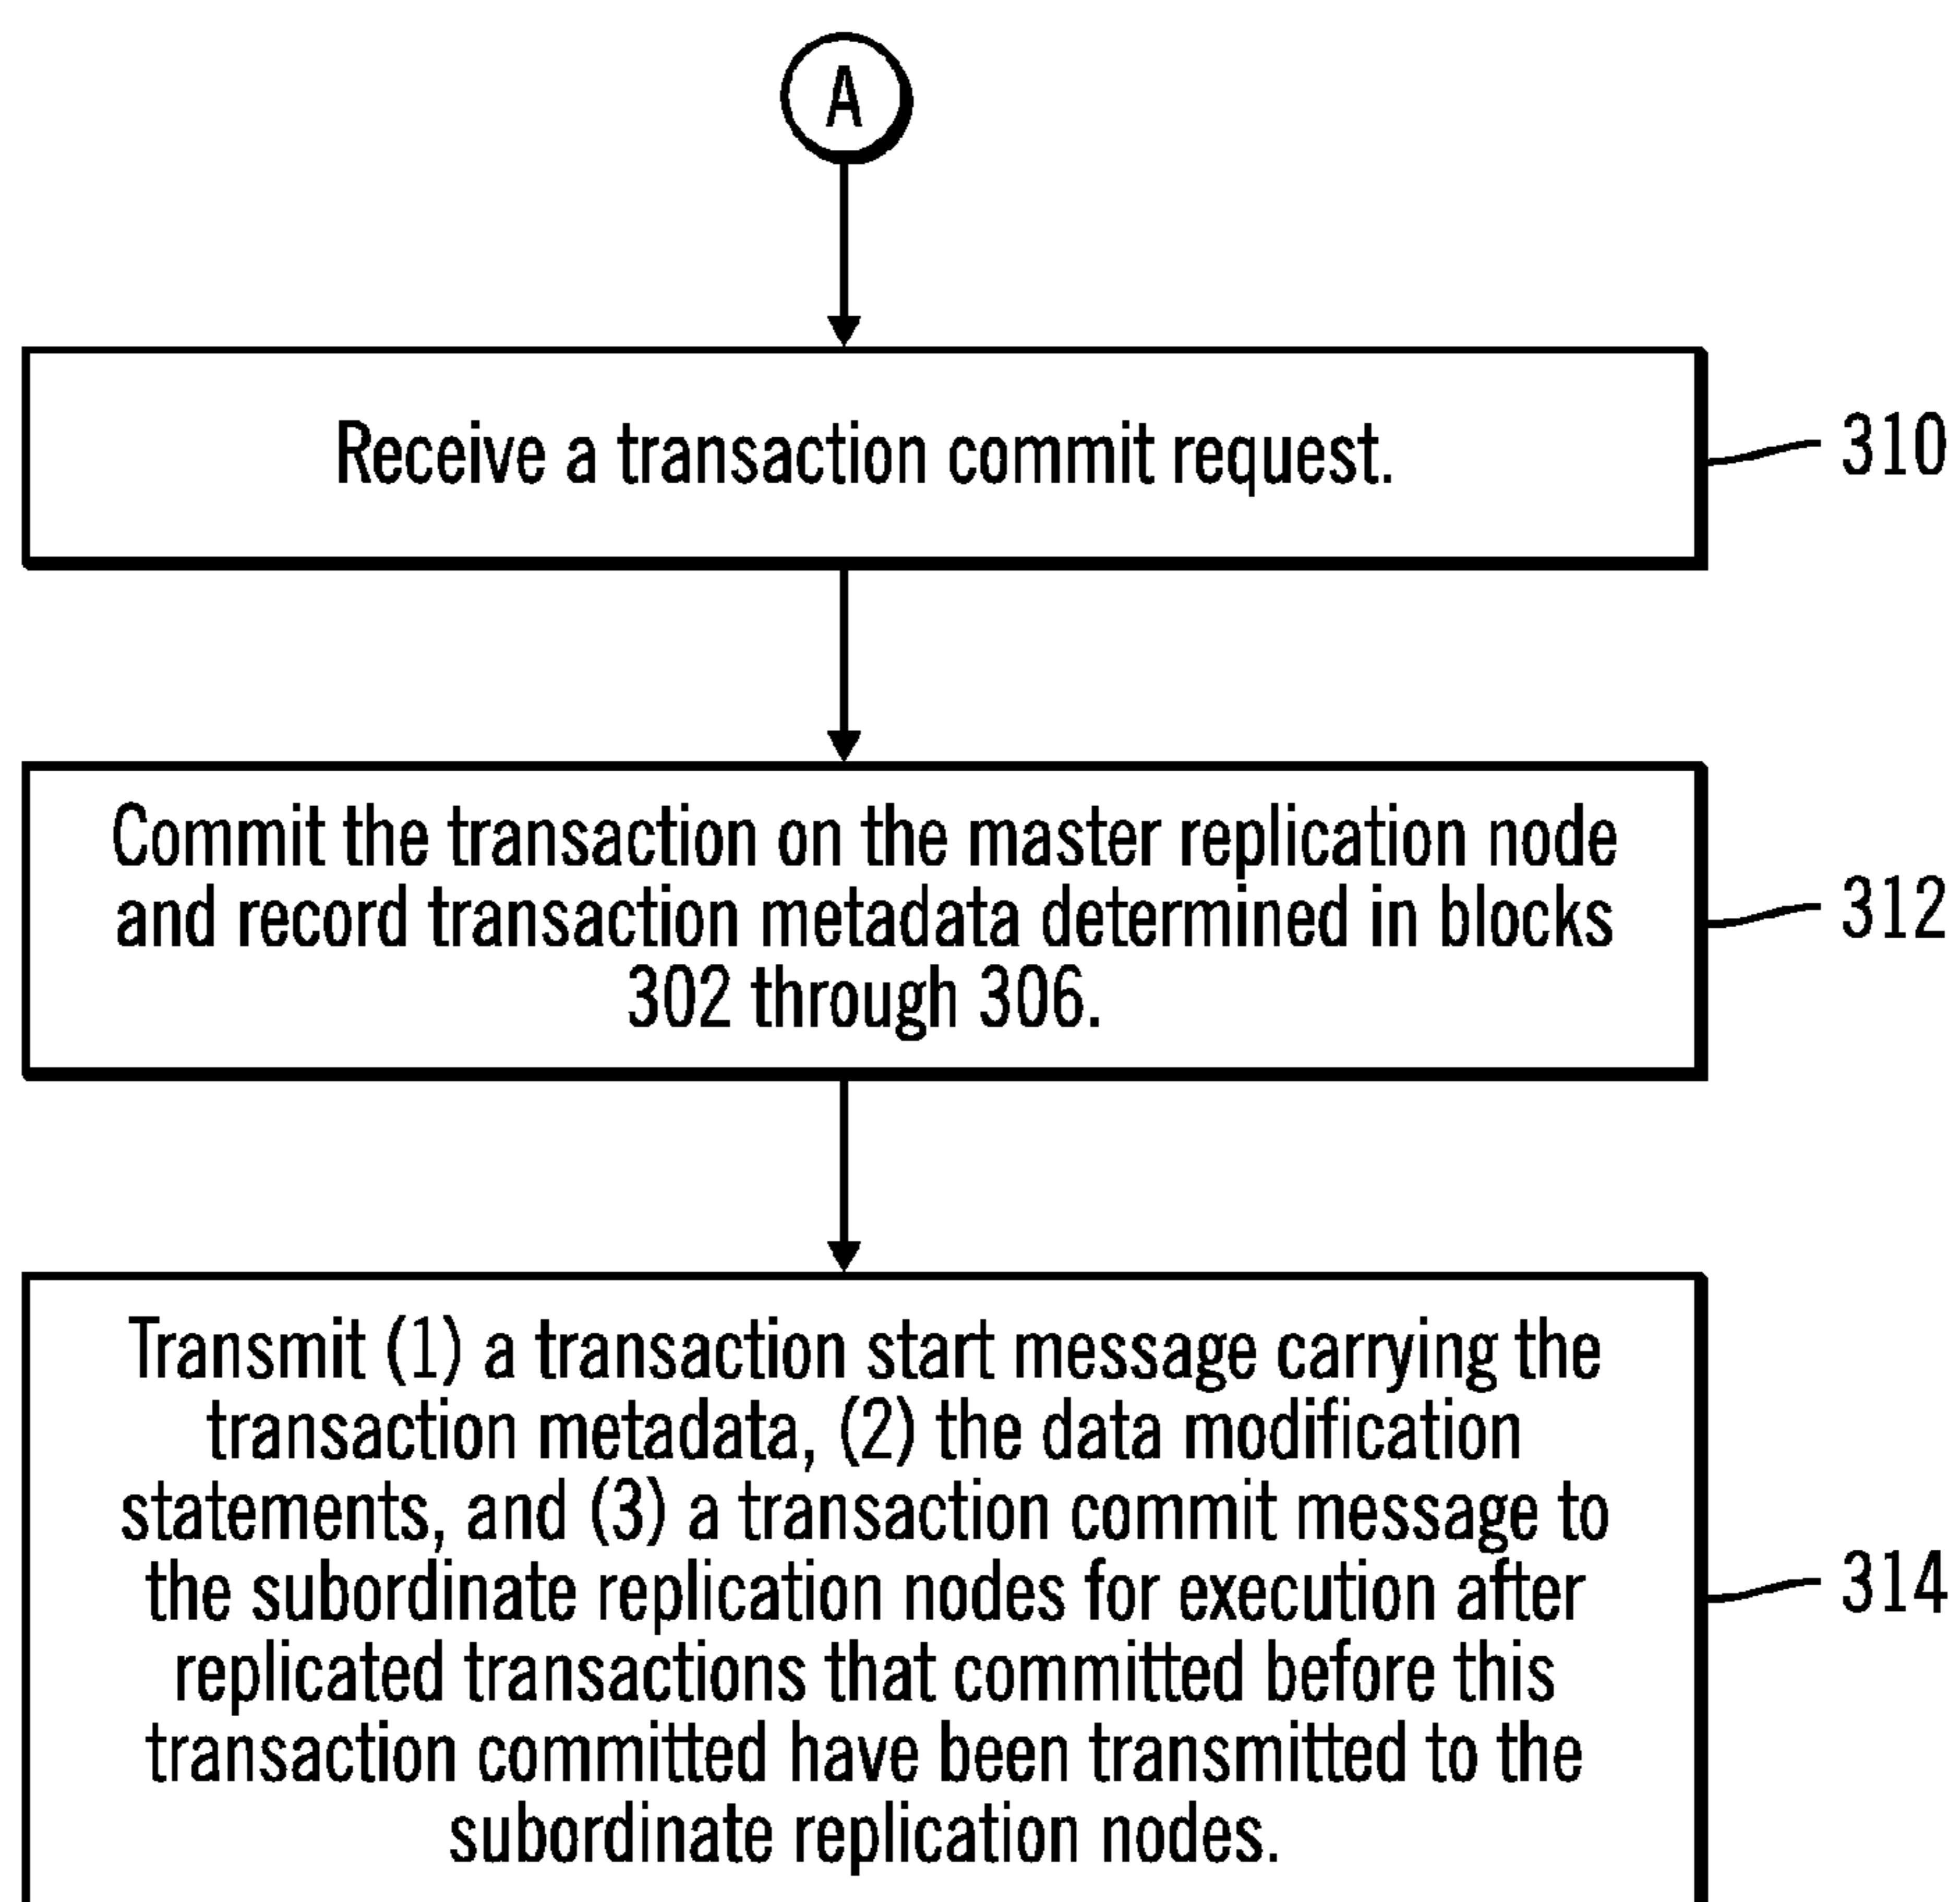 A
Receive a transaction commit request.
310
Commit the transaction on the master replication node
and record transaction metadata determined in blocks
302 through 306.
312
Transmit (1) a transaction start message carrying the
transaction metadata, (2) the data modification
statements, and (3) a transaction commit message to
the subordinate replication nodes for execution after
replicated transactions that committed before this
transaction committed have been transmitted to the
subordinate replication nodes.
314